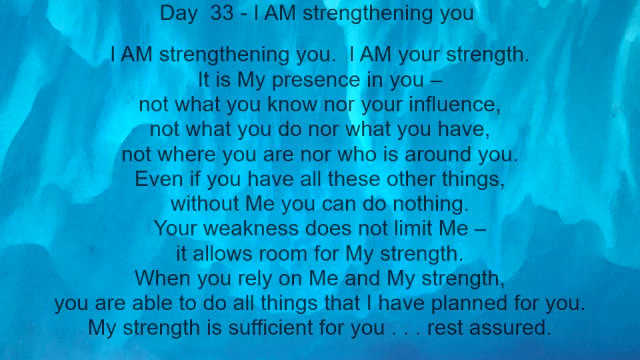 Day  33 - I AM strengthening you
I AM strengthening you.  I AM your strength.
It is My presence in you –
not what you know nor your influence,
not what you do nor what you have,
not where you are nor who is around you.
Even if you have all these other things,
without Me you can do nothing.
Your weakness does not limit Me –
it allows room for My strength.
When you rely on Me and My strength,
you are able to do all things that I have planned for you.
My strength is sufficient for you . . . rest assured.